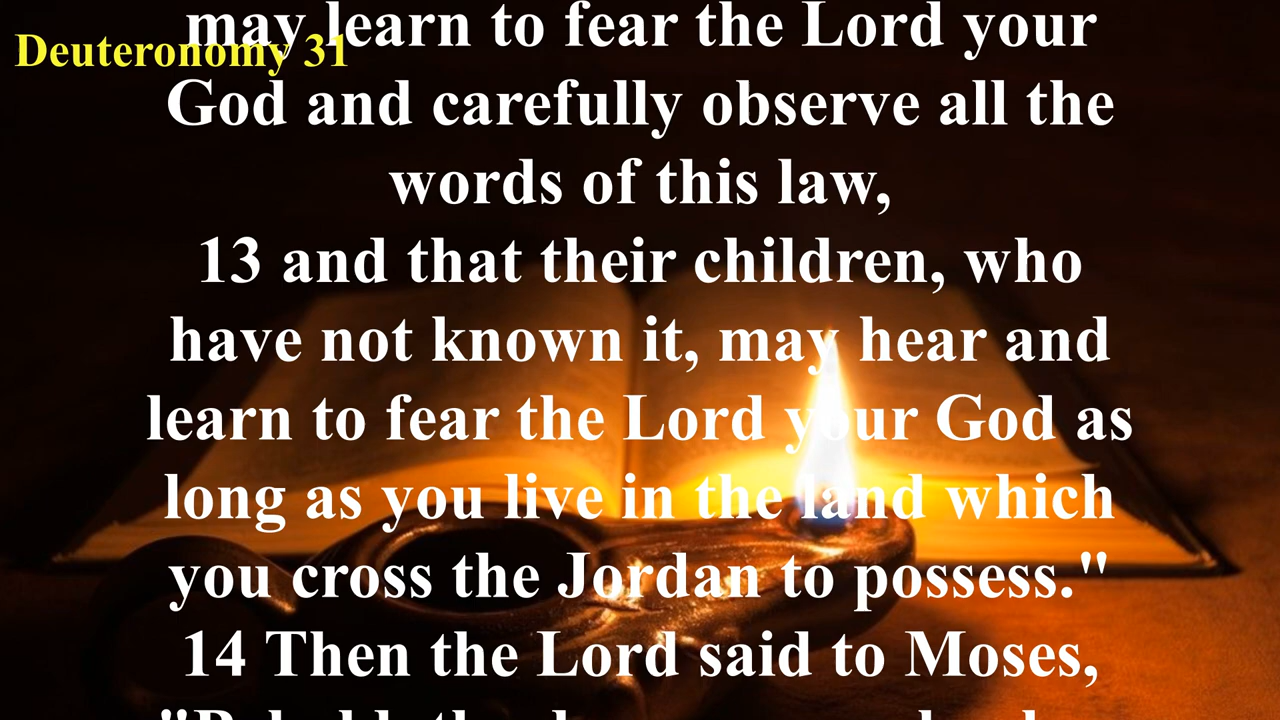 Deuteronomy 31
may learn to fear the Lord your
God and carefully observe all the
words of this law,
13 and that their children, who
have not known it, may hear and
learn to fear the Lord your God as
long as you live in the land which
you cross the Jordan to possess."
14 Then the Lord said to Moses,